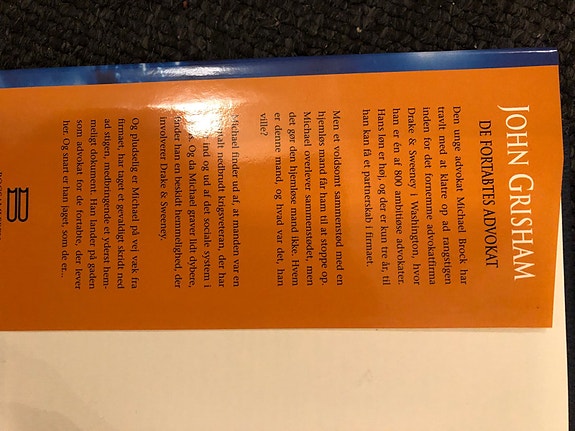 JOHN GRISHAM
DE FORTABTES ADVOKAT
Den unge advokat Michael Brock har
travlt med at klatre op ad rangstigen
inden for det fornemme advokatfirma
Drake & Sweeney i Washington, hvor
han er én af 800 ambitiøse advokater.
Hans løn er høj, og der er kun tre år, til
han kan få et partnerskab i firmaet.
Men et voldsomt sammenstød med en
hjemløs mand får ham til at stoppe op.
Michael overlever sammenstødet, men
det gør den hjemløse mand ikke. Hvem
er denne mand, og hvad var det, han
ville?
Michael finder ud af, at manden var en
mentalt nedbrudt krigsveteran, der har
ind og ud af det sociale system i
år. Og da Michael graver lidt dybere,
finder han en beskidt hemmelighed, der
involverer Drake & Sweeney.
Og pluselig er Michael på vej væk fra
firmaet, har taget et gevaldigt skridt ned
ad stigen, medbringende et yderst hem-
meligt dokument. Han lander på gaden
som advokat for de fortabte, der lever
her. Og snart er han jaget, som de er...